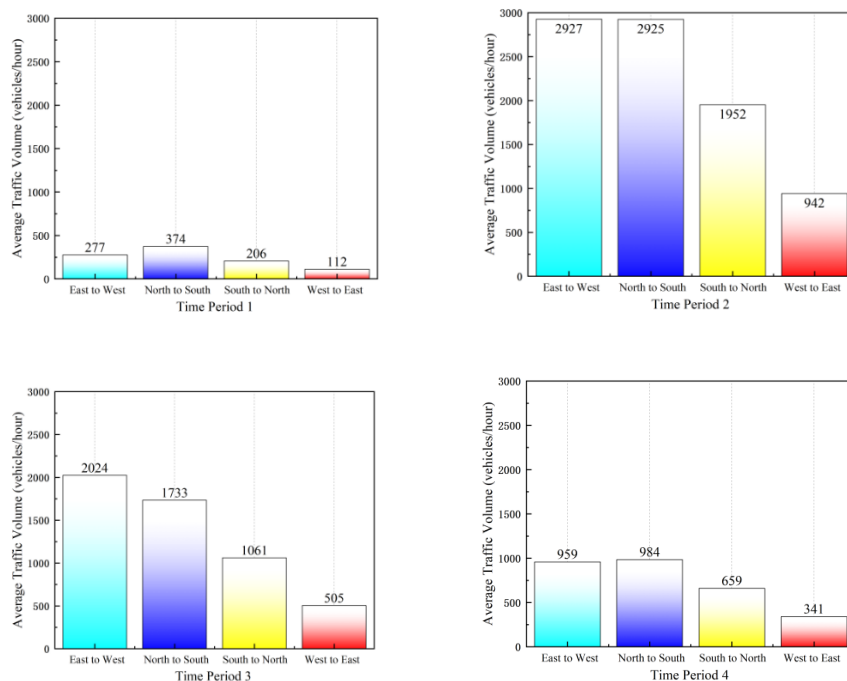 Average Traffic Volume (vehicles/hour)
3000
2500
2000
1500
1000
500
0
277
374
206
112
East to West
North to South
South to North
West to East
Time Period 1
Average Traffic Volume (vehicles/hour)
3000
2500
2000
1500
1000
500
0
2927
2925
1952
942
East to West
North to South
South to North
West to East
Time Period 2
Average Traffic Volume (vehicles/hour)
3000
2500
2000
1500
1000
500
0
2024
1733
1061
505
East to West
North to South
South to North
West to East
Time Period 3
Average Traffic Volume (vehicles/hour)
3000
2500
2000
1500
1000
500
0
959
984
659
341
East to West
North to South
South to North
West to East
Time Period 4